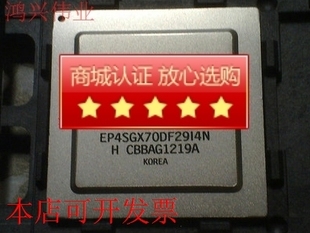 鸿兴伟业
商城认证 放心选购
EP4SGX70DF29I4N
H CBBAG1219A
KOREA
本店可开发票